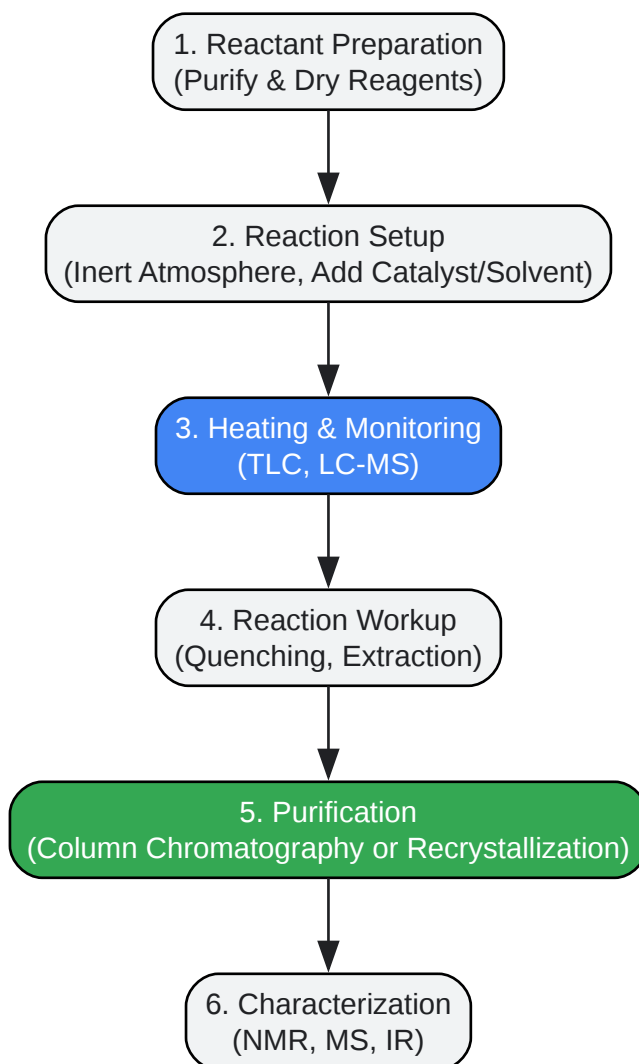 1. Reactant Preparation
(Purify & Dry Reagents)
2. Reaction Setup
(Inert Atmosphere, Add Catalyst/Solvent)
3. Heating & Monitoring
(TLC, LC-MS)
4. Reaction Workup
(Quenching, Extraction)
5. Purification
(Column Chromatography or Recrystallization)
6. Characterization
(NMR, MS, IR)